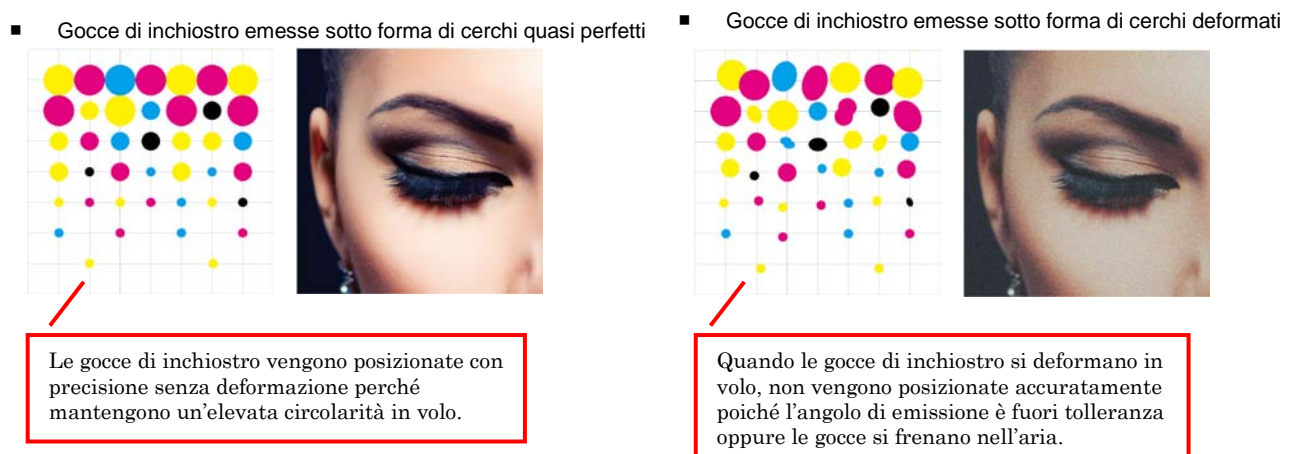 ■ Gocce di inchiostro emesse sotto forma di cerchi quasi perfetti
Le gocce di inchiostro vengono posizionate con
precisione senza deformazione perché
mantengono un’elevata circolarità in volo.
■ Gocce di inchiostro emesse sotto forma di cerchi deformati
Quando le gocce di inchiostro si deformano in
volo, non vengono posizionate accuratamente
poiché l’angolo di emissione è fuori tolleranza
oppure le gocce si frenano nell’aria.